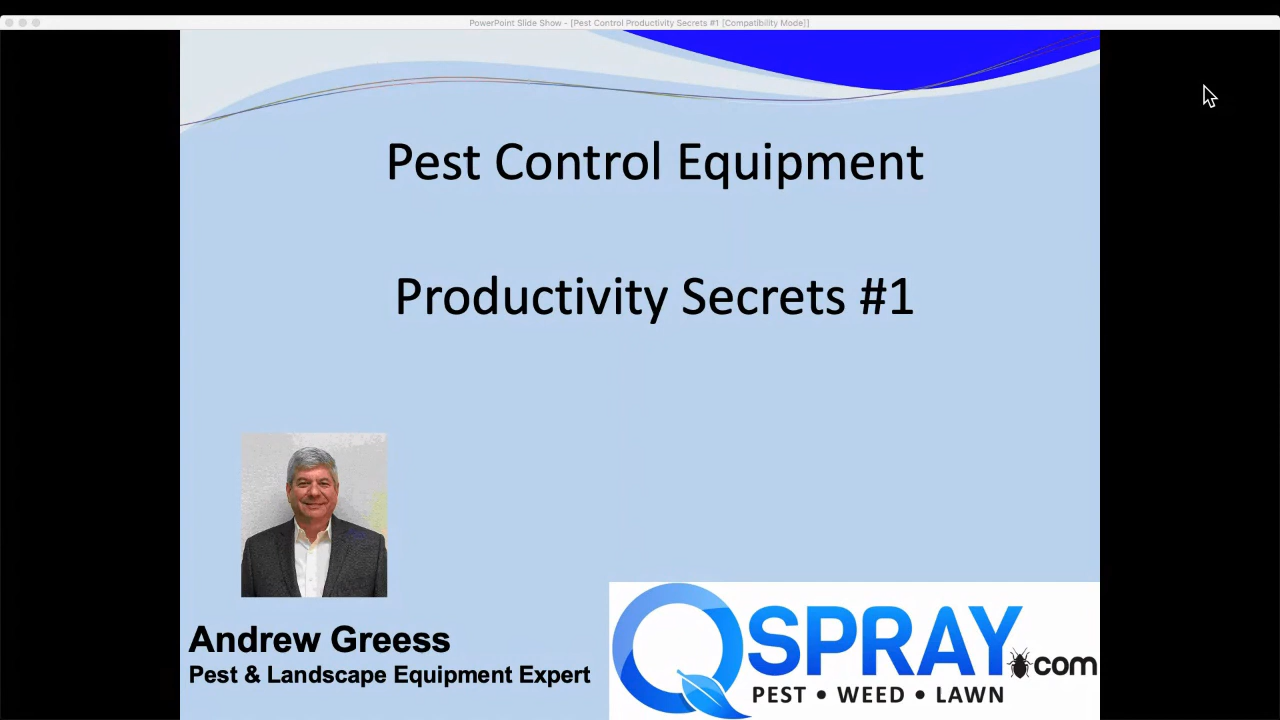 PowerPoint Slide Show - [Pest Control Productivity Secrets #1 [Compatibility Mode]]
Pest Control Equipment
Productivity Secrets #1
Andrew Greess
Pest & Landscape Equipment Expert
QSPRAY.com
PEST • WEED • LAWN